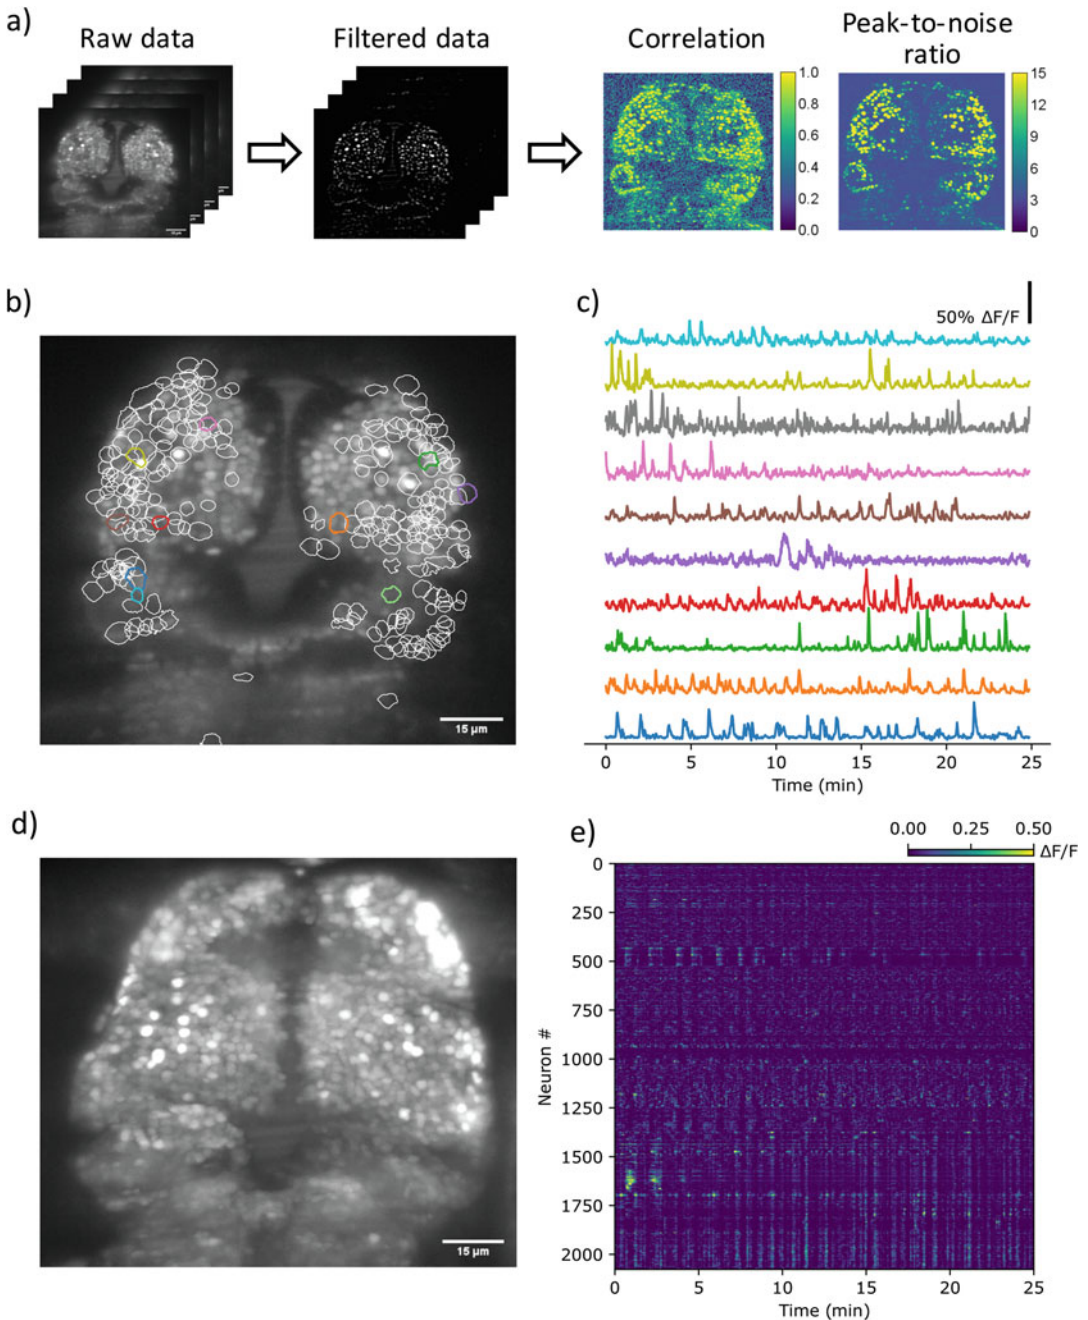 a)
Raw data
Filtered data
Correlation
Peak-to-noise
ratio
1.0
0.8
0.6
0.4
0.2
0.0
15
12
9
6
3
0
b)
15 μm
c)
50% ΔF/F
0 5 10 15 20 25
Time (min)
d)
15 μm
e)
0.00 0.25 0.50
ΔF/F
0
250
500
750
1000
1250
1500
1750
2000
Neuron #
0 5 10 15 20 25
Time (min)